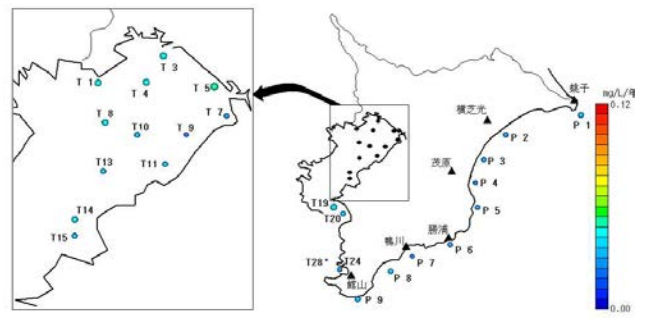 T 3
T 1
T 4
T 5
T 7
T 8
T10
T 9
T11
T13
T14
T15
mg/L/年
0.12
0.00
銚子
P 1
横芝光
P 2
茂原
P 3
P 4
P 5
T19
T20
勝浦
鴨川
P 6
P 7
T28
T24
館山
P 8
P 9